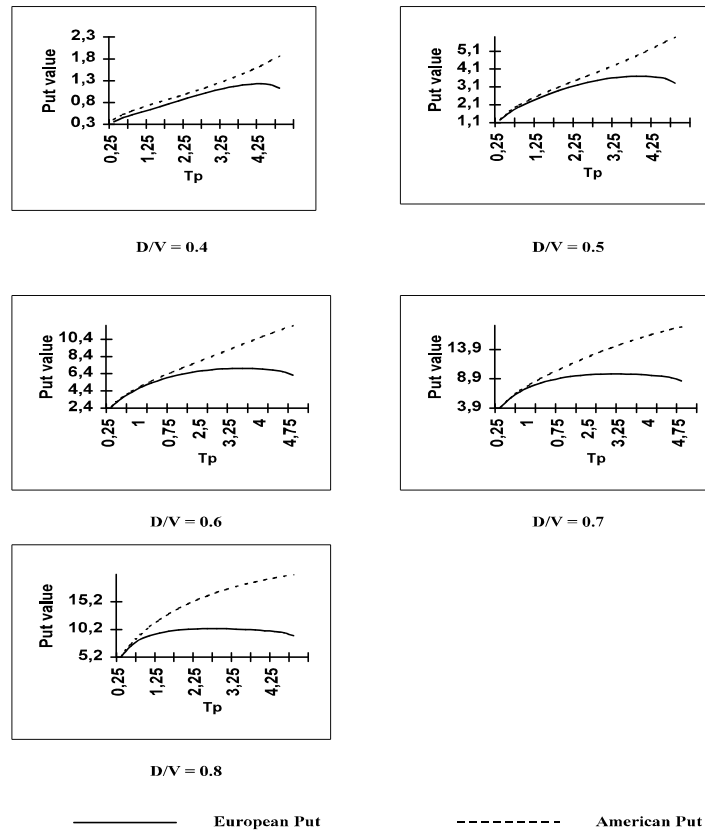 Put value
2,3
1,8
1,3
0,8
0,3
0,25
1,25
2,25
3,25
4,25
Tp
D/V = 0.4
Put value
5,1
4,1
3,1
2,1
1,1
0,25
1,25
2,25
3,25
4,25
Tp
D/V = 0.5
Put value
10,4
8,4
6,4
4,4
2,4
0,25
1
0,75
2,5
3,25
4
4,75
Tp
D/V = 0.6
Put value
13,9
8,9
3,9
0,25
1
0,75
2,5
3,25
4
4,75
Tp
D/V = 0.7
Put value
15,2
10,2
5,2
0,25
1,25
2,25
3,25
4,25
Tp
D/V = 0.8
European Put
American Put